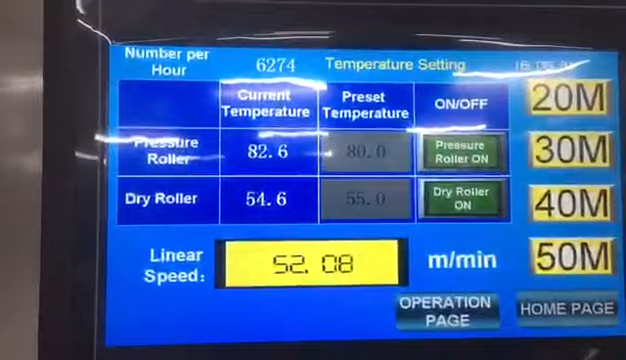 Number per Hour 6274 Temperature Setting
Current Temperature Preset Temperature ON/OFF
Pressure Roller 82.6 80.0 Pressure Roller ON
Dry Roller 54.6 55.0 Dry Roller ON
Linear Speed: 52.08 m/min
20M
30M
40M
50M
OPERATION PAGE
HOME PAGE